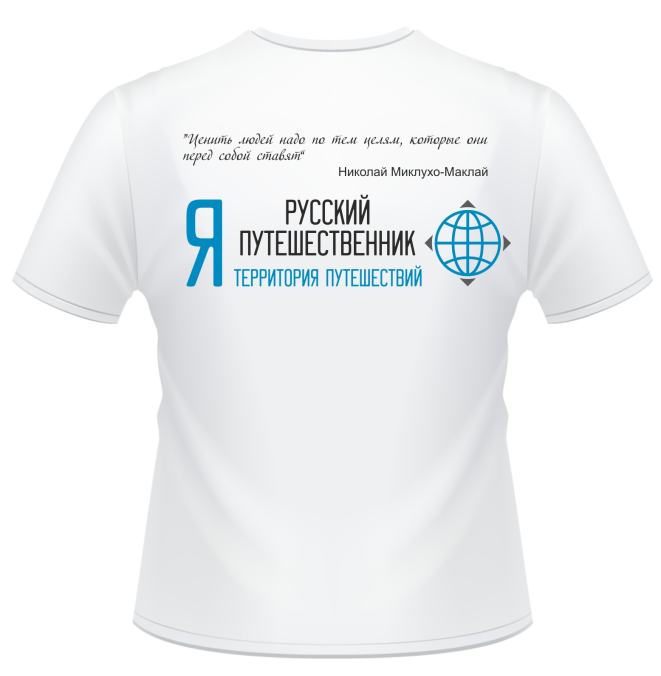 "Ценить людей надо по тем целям, которые они
перед собой ставят"
Николай Миклухо-Маклай
Я
РУССКИЙ
ПУТЕШЕСТВЕННИК
ТЕРРИТОРИЯ ПУТЕШЕСТВИЙ